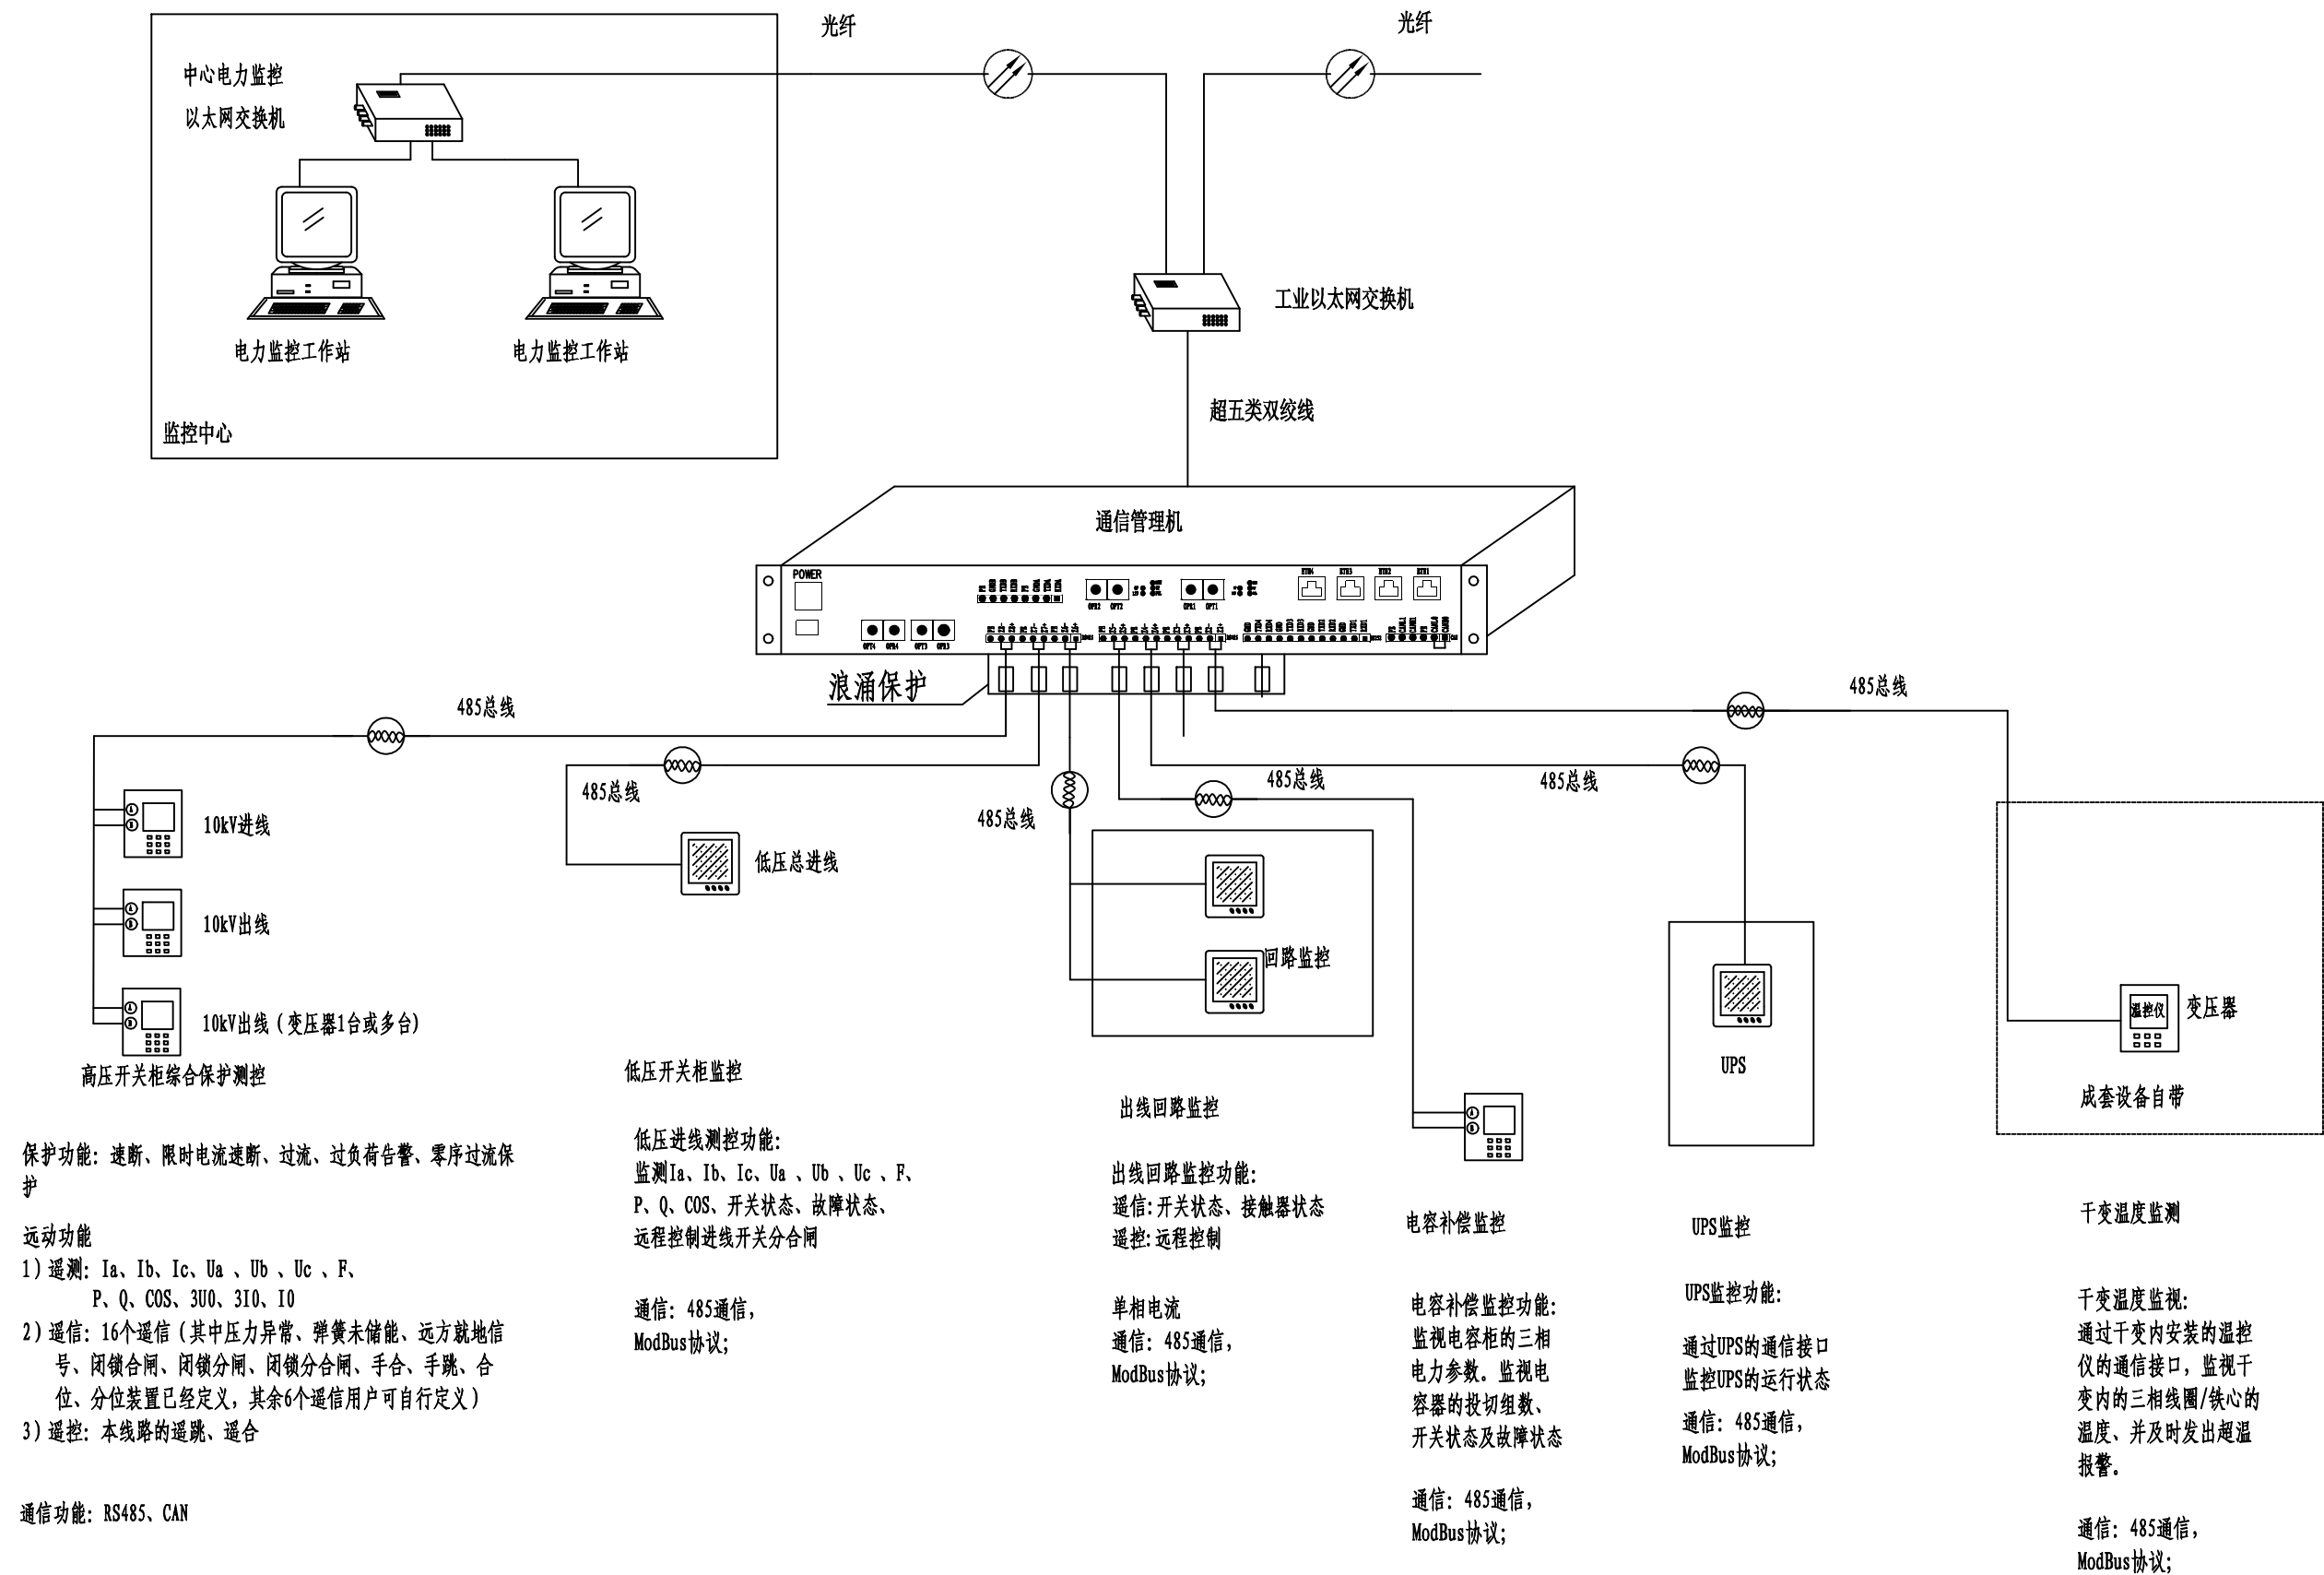 光纤
光纤
中心电力监控
以太网交换机
电力监控工作站
电力监控工作站
监控中心
工业以太网交换机
超五类双绞线
通信管理机
POWER
ETH4
ETH3
ETH2
ETH1
OPR2
OPT2
OPR1
OPT1
OPT4
OPR4
OPT3
OPR3
浪涌保护
485总线
485总线
485总线
485总线
485总线
485总线
10kV进线
10kV出线
10kV出线（变压器1台或多台）
高压开关柜综合保护测控
低压总进线
低压开关柜监控
回路监控
出线回路监控
UPS
温控仪
变压器
成套设备自带
保护功能：速断、限时电流速断、过流、过负荷告警、零序过流保
护
远动功能
1）遥测：Ia、Ib、Ic、Ua 、Ub 、Uc 、F、
P、Q、COS、3U0、3I0、I0
2）遥信：16个遥信（其中压力异常、弹簧未储能、远方就地信
号、闭锁合闸、闭锁分闸、闭锁分合闸、手合、手跳、合
位、分位装置已经定义，其余6个遥信用户可自行定义）
3）遥控：本线路的遥跳、遥合
通信功能：RS485、CAN
低压进线测控功能：
监测Ia、Ib、Ic、Ua 、Ub 、Uc 、F、
P、Q、COS、开关状态、故障状态、
远程控制进线开关分合闸
通信：485通信，
ModBus协议；
出线回路监控功能：
遥信：开关状态、接触器状态
遥控：远程控制
单相电流
通信：485通信，
ModBus协议；
电容补偿监控
电容补偿监控功能：
监视电容柜的三相
电力参数。监视电
容器的投切组数、
开关状态及故障状态
通信：485通信，
ModBus协议；
UPS监控
UPS监控功能：
通过UPS的通信接口
监控UPS的运行状态
通信：485通信，
ModBus协议；
干变温度监测
干变温度监视：
通过干变内安装的温控
仪的通信接口，监视干
变内的三相线圈/铁心的
温度、并及时发出超温
报警。
通信：485通信，
ModBus协议；